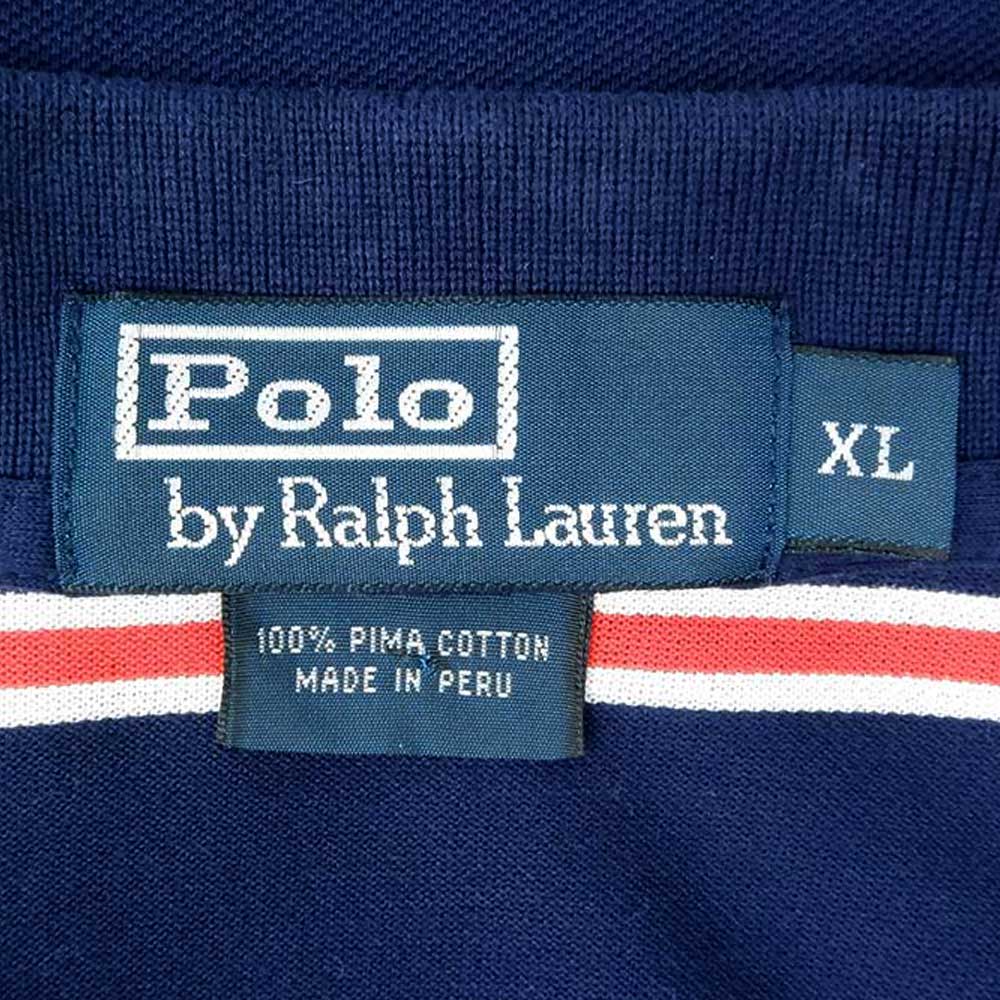 Polo
by Ralph Lauren
XL
100% PIMA COTTON
MADE IN PERU